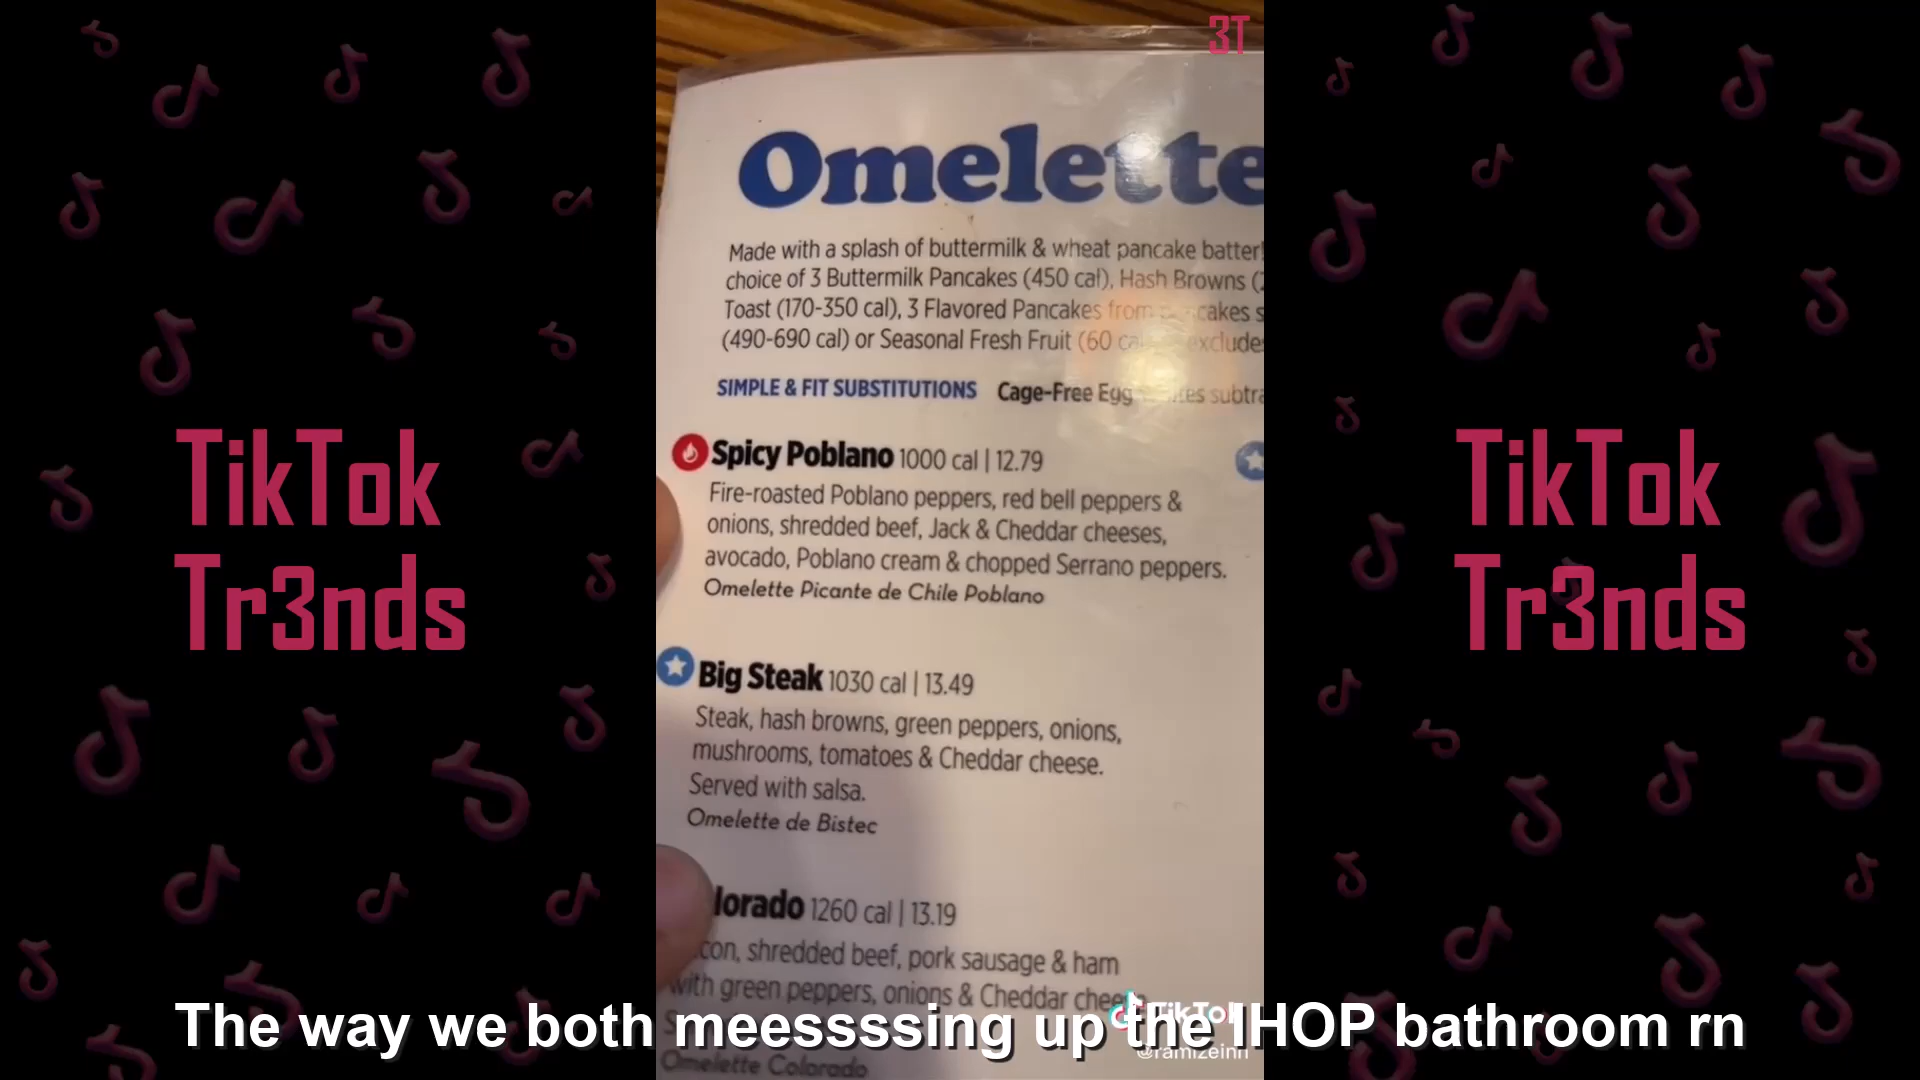 3T
Omelette
Made with a splash of buttermilk & wheat pancake batter!
choice of 3 Buttermilk Pancakes (450 cal), Hash Browns
Toast (170-350 cal), 3 Flavored Pancakes from cakes
(490-690 cal) or Seasonal Fresh Fruit (60
SIMPLE & FIT SUBSTITUTIONS Cage-Free Egg
Spicy Poblano 1000 cal | 12.79
Fire-roasted Poblano peppers, red bell peppers &
onions, shredded beef, Jack & Cheddar cheeses,
avocado, Poblano cream & chopped Serrano peppers.
Omelette Picante de Chile Poblano
Big Steak 1030 cal | 13.49
Steak, hash browns, green peppers, onions,
mushrooms, tomatoes & Cheddar cheese.
Served with salsa.
Omelette de Bistec
lorado 1260 cal | 13.19
con, shredded beef, pork sausage & ham
with green peppers, onions & Cheddar
Omelette Colorado
TikTok
Tr3nds
TikTok
Tr3nds
TikTok
@ramizeinn
The way we both meessssing up the IHOP bathroom rn